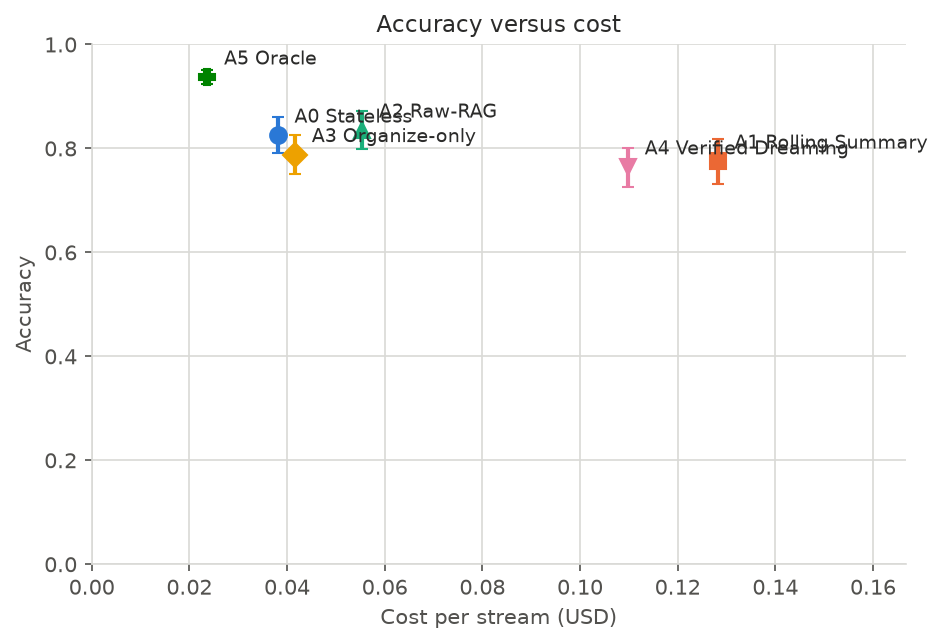 Accuracy versus cost
1.0
0.8
0.6
0.4
0.2
0.0
Accuracy
A5 Oracle
A0 Stateless
A2 Raw-RAG
A3 Organize-only
A4 Verified Dreaming
A1 Rolling Summary
0.00 0.02 0.04 0.06 0.08 0.10 0.12 0.14 0.16
Cost per stream (USD)